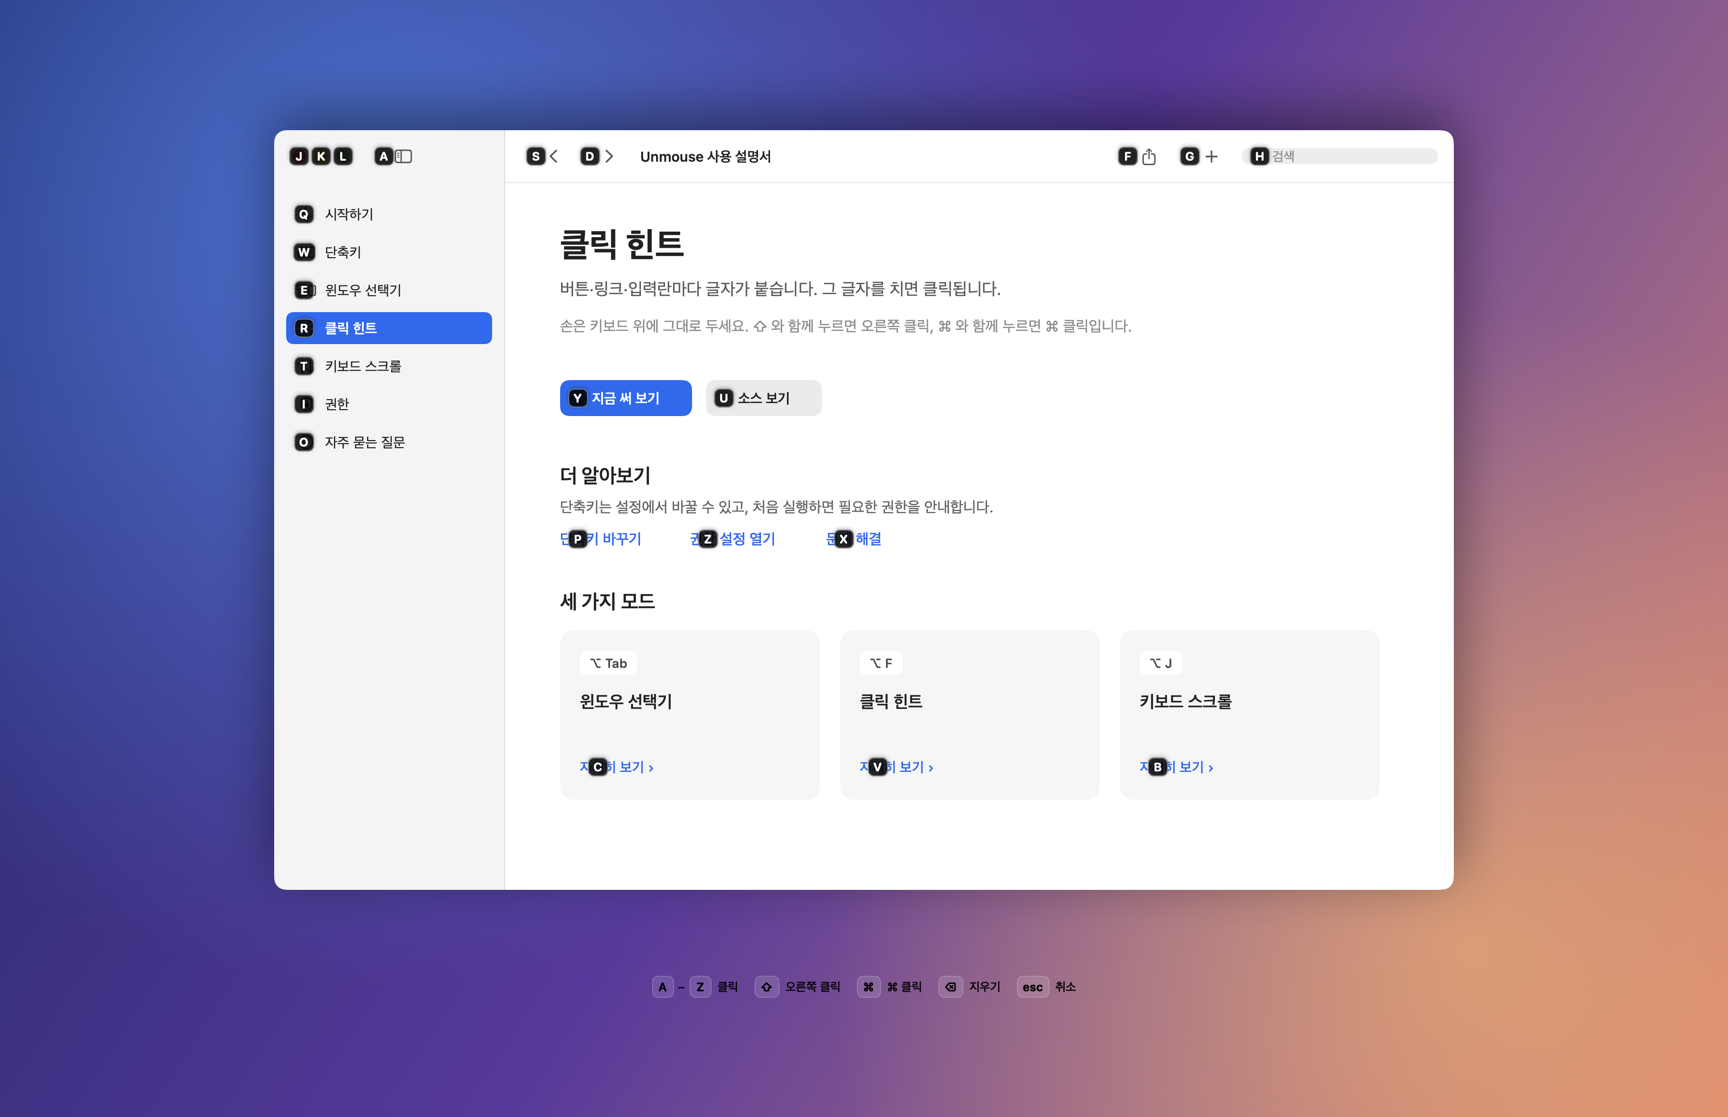 J K L A
S D Unmouse 사용 설명서 F G H 검색
Q 시작하기
W 단축키
E 윈도우 선택기
R 클릭 힌트
T 키보드 스크롤
I 권한
O 자주 묻는 질문
클릭 힌트
버튼·링크·입력란마다 글자가 붙습니다. 그 글자를 치면 클릭됩니다.
손은 키보드 위에 그대로 두세요. ⇧ 와 함께 누르면 오른쪽 클릭, ⌘ 와 함께 누르면 ⌘ 클릭입니다.
Y 지금 써 보기 U 소스 보기
더 알아보기
단축키는 설정에서 바꿀 수 있고, 처음 실행하면 필요한 권한을 안내합니다.
P 키 바꾸기 Z 설정 열기 X 해결
세 가지 모드
⌥ Tab
윈도우 선택기
C 히 보기 ›
⌥ F
클릭 힌트
V 히 보기 ›
⌥ J
키보드 스크롤
B 히 보기 ›
A – Z 클릭 ⇧ 오른쪽 클릭 ⌘ ⌘ 클릭 ⌫ 지우기 esc 취소